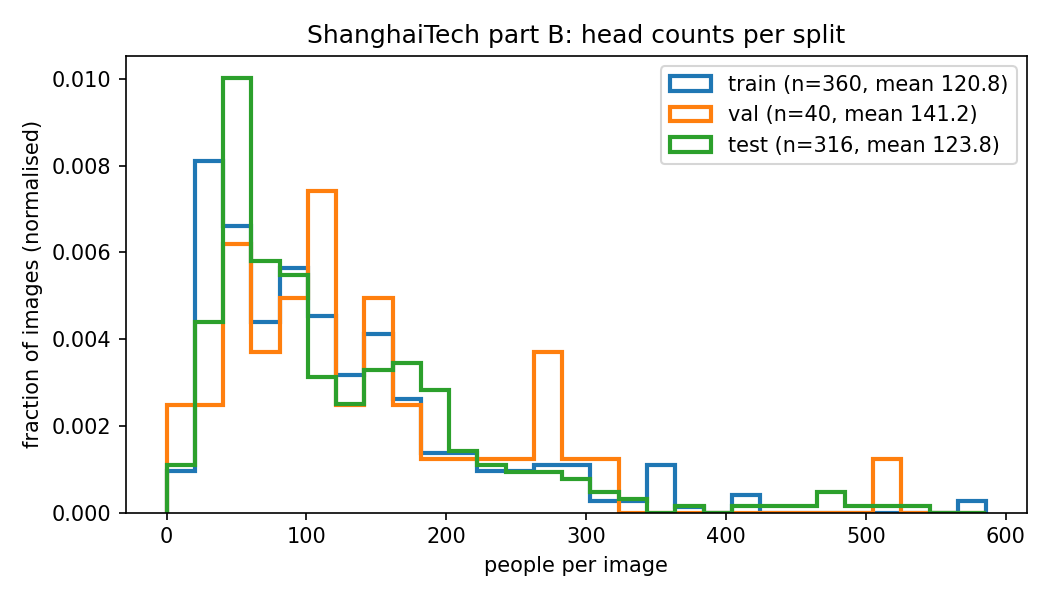 ShanghaiTech part B: head counts per split
train (n=360, mean 120.8)
val (n=40, mean 141.2)
test (n=316, mean 123.8)
fraction of images (normalised)
0.010
0.008
0.006
0.004
0.002
0.000
0 100 200 300 400 500 600
people per image